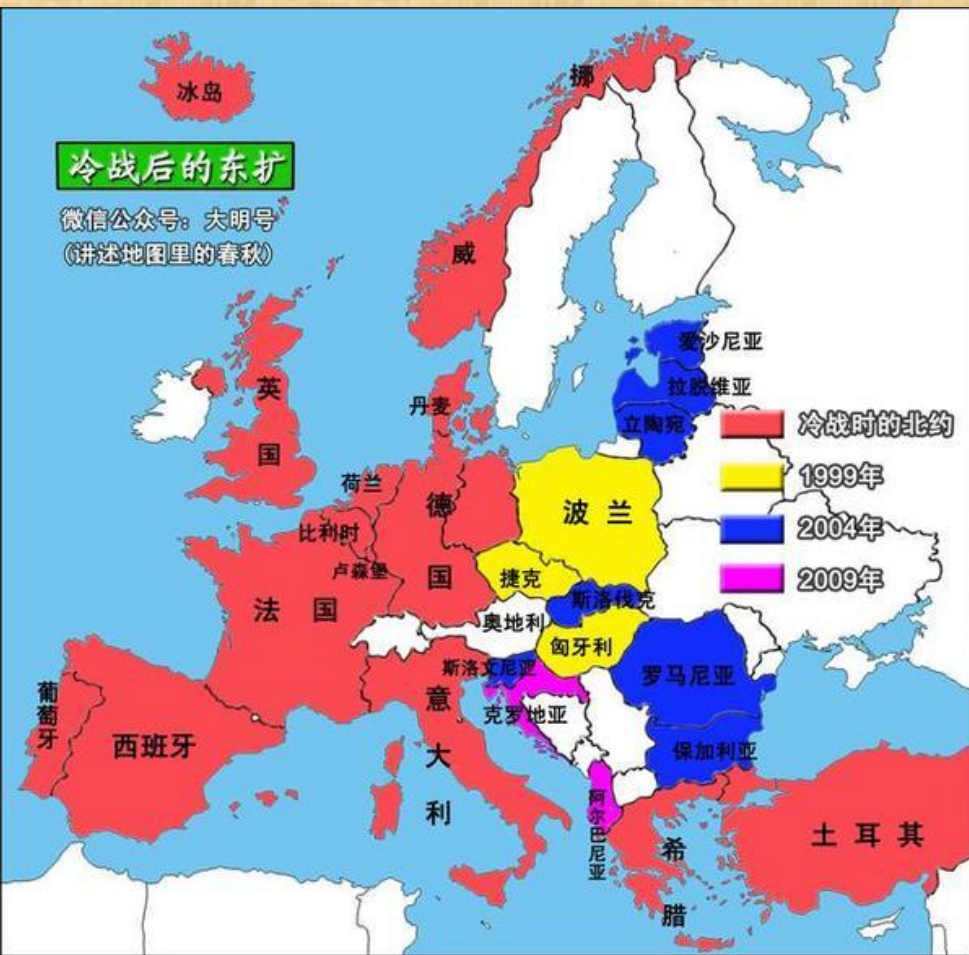 冰岛
挪
威
冷战后的东扩
微信公众号：大明号
(讲述地图里的春秋)
爱沙尼亚
拉脱维亚
立陶宛
英
国
丹麦
冷战时的北约
1999年
2004年
2009年
荷兰
德
国
波兰
比利时
卢森堡
捷克
斯洛伐克
法国
奥地利
匈牙利
斯洛文尼亚
罗马尼亚
克罗地亚
意
大
利
葡
萄
牙
西班牙
保加利亚
阿
尔
巴
尼
亚
希
腊
土耳其